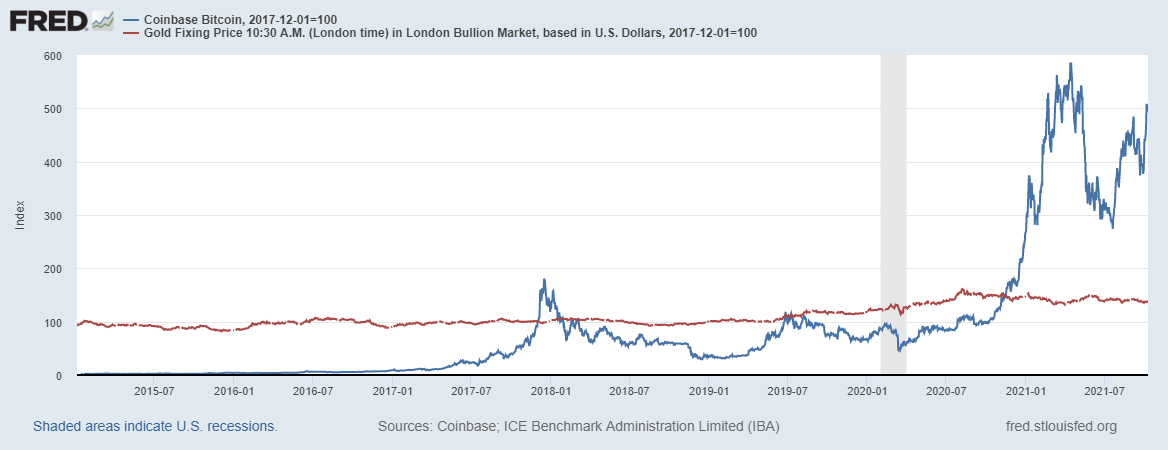 FRED
Coinbase Bitcoin, 2017-12-01=100
Gold Fixing Price 10:30 A.M. (London time) in London Bullion Market, based in U.S. Dollars, 2017-12-01=100
600
500
400
300
200
100
0
Index
2015-07
2016-01
2016-07
2017-01
2017-07
2018-01
2018-07
2019-01
2019-07
2020-01
2020-07
2021-01
2021-07
Shaded areas indicate U.S. recessions.
Sources: Coinbase; ICE Benchmark Administration Limited (IBA)
fred.stlouisfed.org